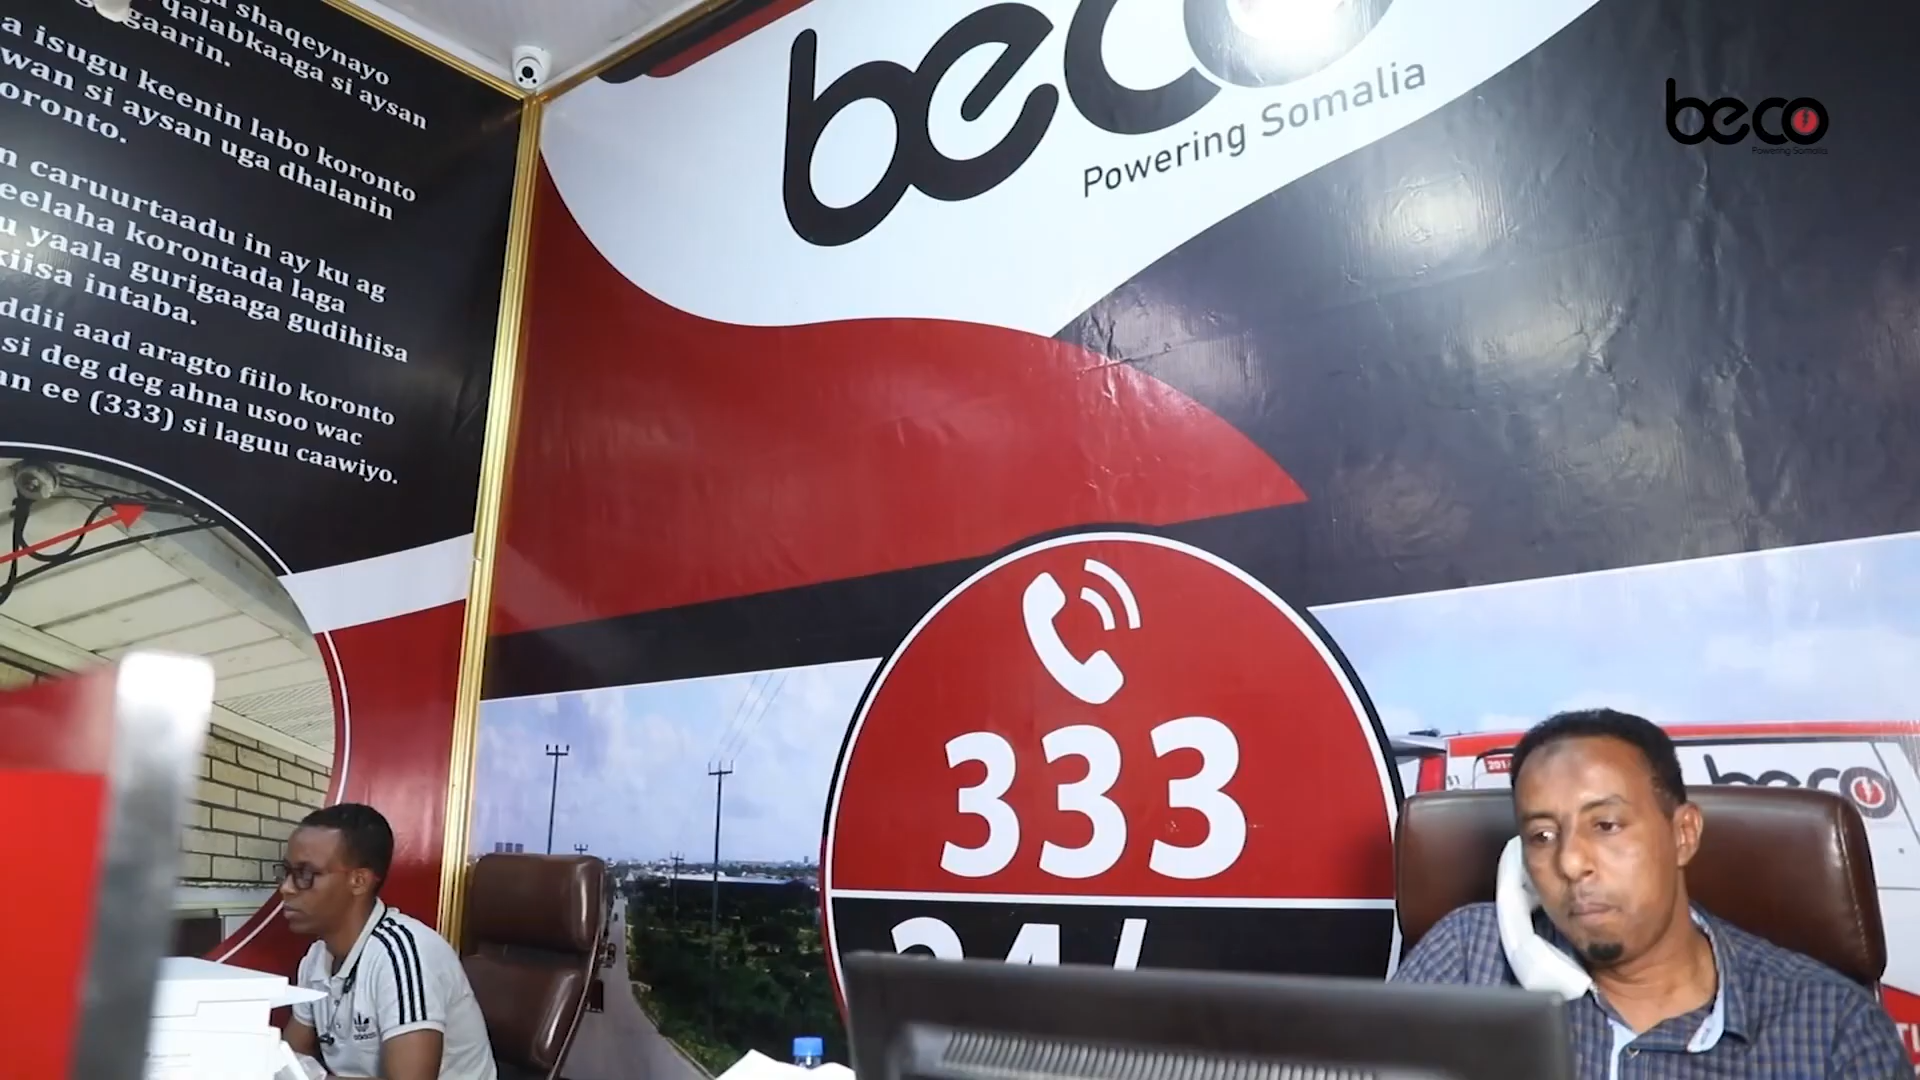 shaqeynayo
qalabkaaga si aysan
gaarin.
a isugu keenin labo koronto
wan si aysan uga dhalanin
oronto.
n caruurtaadu in ay ku ag
eelaha korontada laga
u yaala gurigaaga gudihiisa
kiisa intaba.
ddii aad aragto fiilo koronto
si deg deg ahna usoo wac
an ee (333) si laguu caawiyo.
beco
Powering Somalia
beco
Powering Somalia
333
24/
beco
adidas